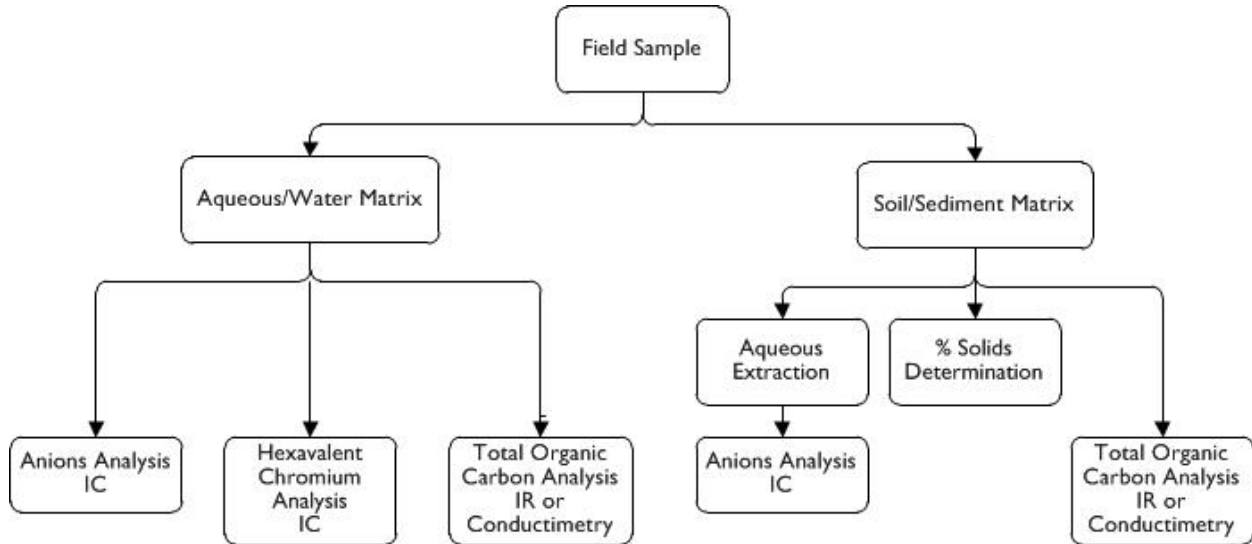 Field Sample
Aqueous/Water Matrix
Soil/Sediment Matrix
Aqueous
Extraction
% Solids
Determination
Anions Analysis
IC
Hexavalent
Chromium
Analysis
IC
Total Organic
Carbon Analysis
IR or
Conductimetry
Anions Analysis
IC
Total Organic
Carbon Analysis
IR or
Conductimetry